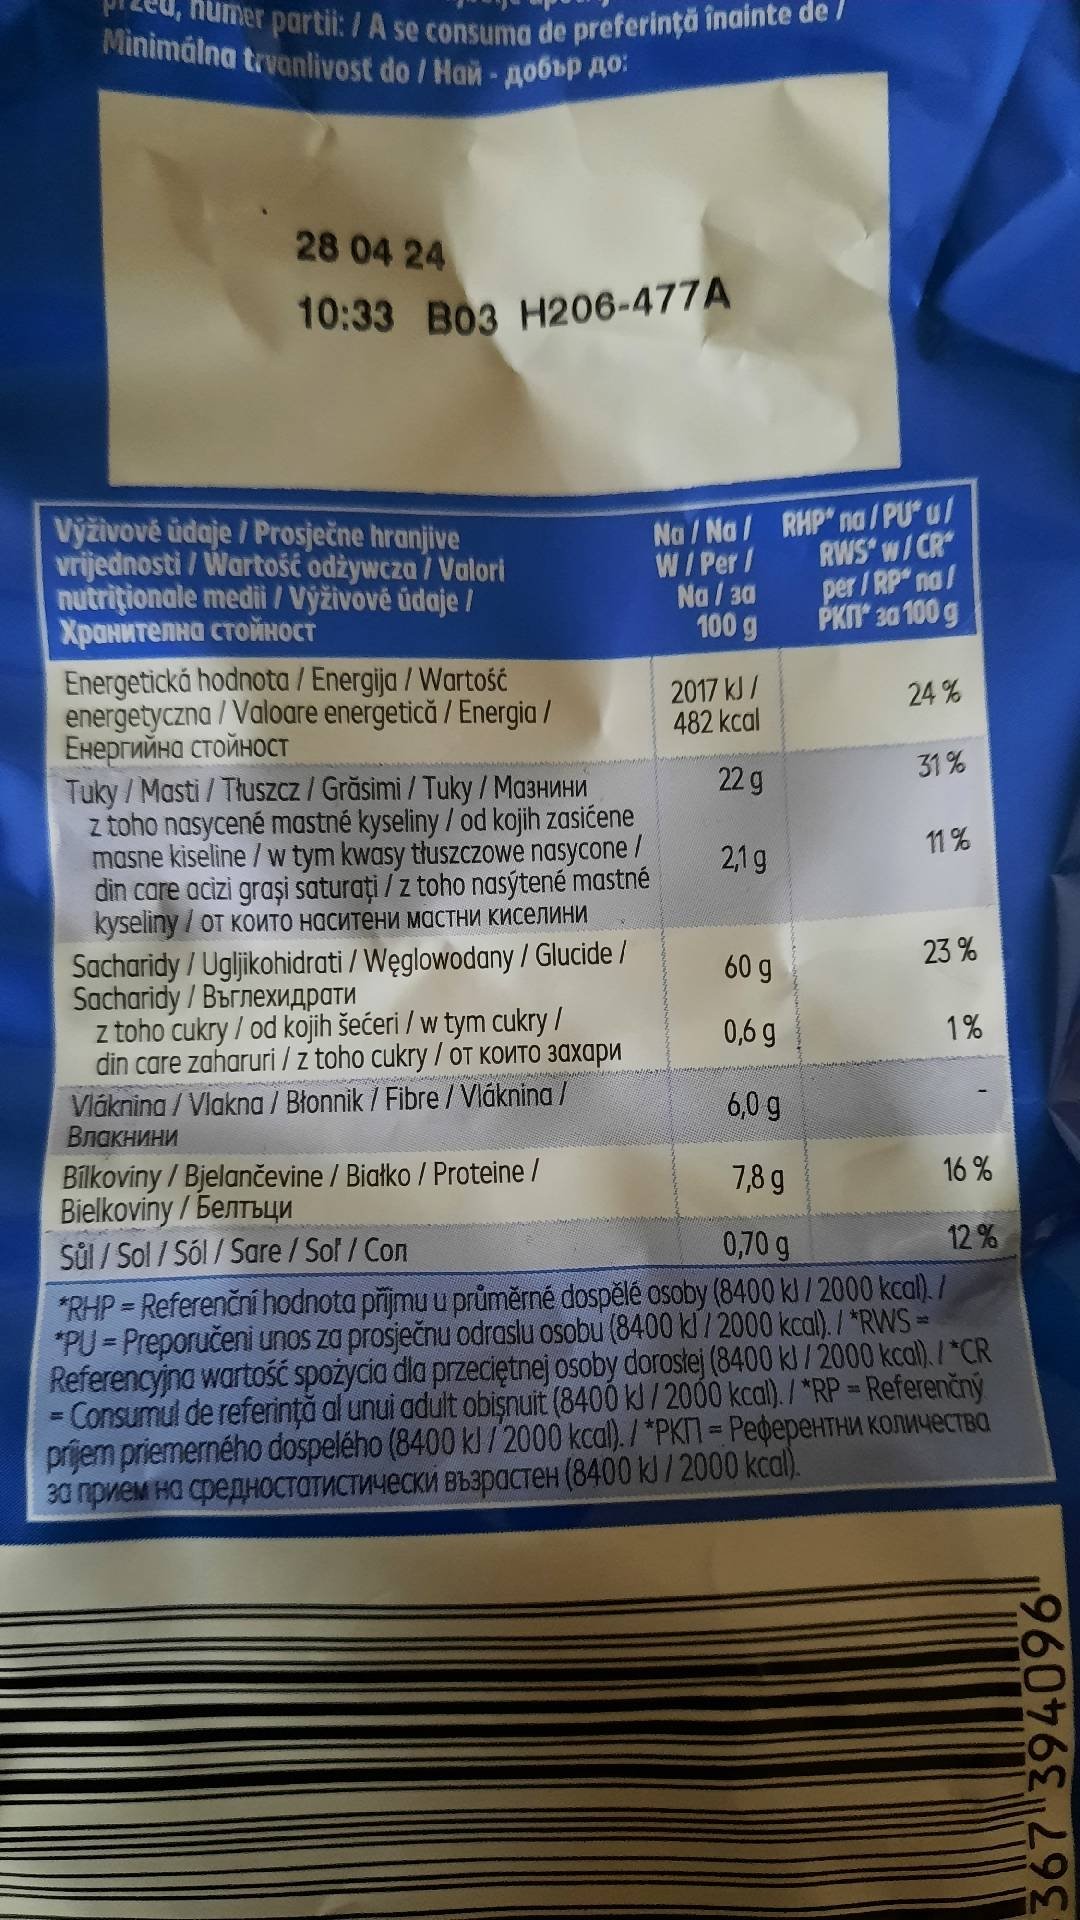 numer partii: / A se consuma de preferință înainte de /
Minimálna trvanlivosť do / Най - добър до:
28 04 24
10:33 B03 H206-477A
Výživové údaje / Prosječne hranjive
vrijednosti / Wartość odżywcza / Valori
nutriționale medii / Výživové údaje /
Хранителна стойност
Na / Na /
W / Per /
Na / за
100 g
RHP* na / PU* u /
RWS* w / CR*
per / RP* na /
РКП* за 100 g
Energetická hodnota / Energija / Wartość
energetyczna / Valoare energetică / Energia /
Енергийна стойност
2017 kJ /
482 kcal
24 %
Tuky / Masti / Tłuszcz / Grăsimi / Tuky / Мазнини
22 g
31 %
z toho nasycené mastné kyseliny / od kojih zasićene
masne kiseline / w tym kwasy tłuszczowe nasycone /
din care acizi grași saturați / z toho nasýtené mastné
kyseliny / от които наситени мастни киселини
2,1 g
11 %
Sacharidy / Ugljikohidrati / Węglowodany / Glucide /
Sacharidy / Въглехидрати
60 g
23 %
z toho cukry / od kojih šećeri / w tym cukry /
din care zaharuri / z toho cukry / от които захари
0,6 g
1 %
Vláknina / Vlakna / Błonnik / Fibre / Vláknina /
Влакнини
6,0 g
-
Bílkoviny / Bjelančevine / Białko / Proteine /
Bielkoviny / Белтъци
7,8 g
16 %
Sůl / Sol / Sól / Sare / Soľ / Сол
0,70 g
12 %
*RHP = Referenční hodnota příjmu u průměrné dospělé osoby (8400 kJ / 2000 kcal). /
*PU = Preporučeni unos za prosječnu odraslu osobu (8400 kJ / 2000 kcal). / *RWS =
Referencyjna wartość spożycia dla przeciętnej osoby dorosłej (8400 kJ / 2000 kcal). / *CR
= Consumul de referință al unui adult obișnuit (8400 kJ / 2000 kcal). / *RP = Referenčný
príjem priemerného dospelého (8400 kJ / 2000 kcal). / *РКП = Референтни количества
за прием на средностатистически възрастен (8400 kJ / 2000 kcal).
367 394096